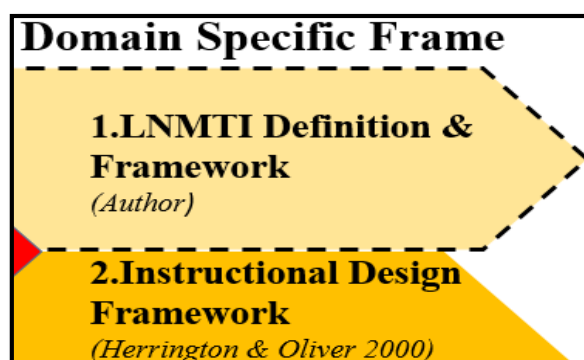 Domain Specific Frame
1.LNMTI Definition &
Framework
(Author)
2.Instructional Design
Framework
(Herrington & Oliver 2000)